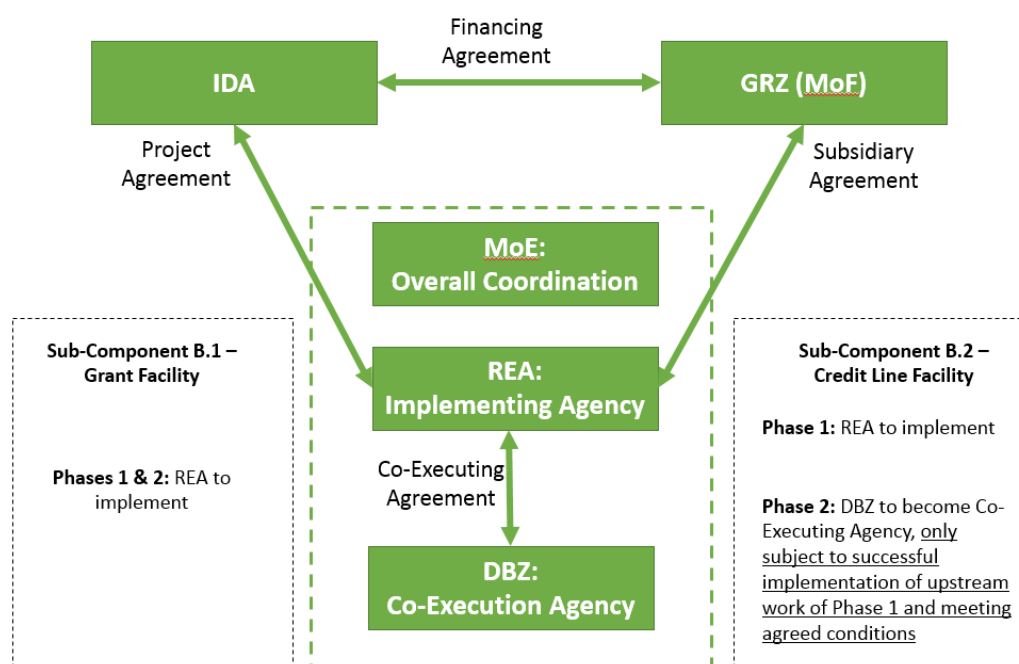 Financing
Agreement
IDA
GRZ (MoF)
Project
Agreement
Subsidiary
Agreement
MoE:
Overall Coordination
Sub-Component B.1 –
Grant Facility
Phases 1 & 2: REA to
implement
REA:
Implementing Agency
Co-Executing
Agreement
DBZ:
Co-Execution Agency
Sub-Component B.2 –
Credit Line Facility
Phase 1: REA to implement
Phase 2: DBZ to become Co-
Executing Agency, only
subject to successful
implementation of upstream
work of Phase 1 and meeting
agreed conditions